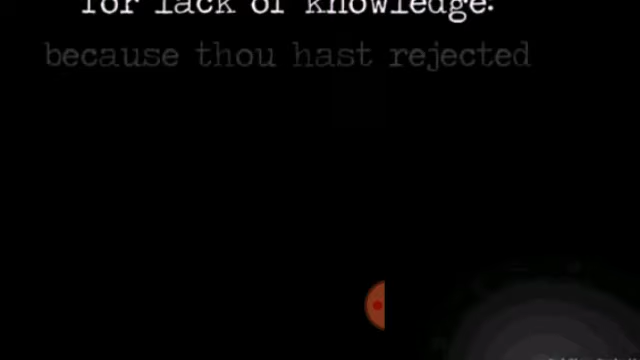 for lack of knowledge:
because thou hast rejected